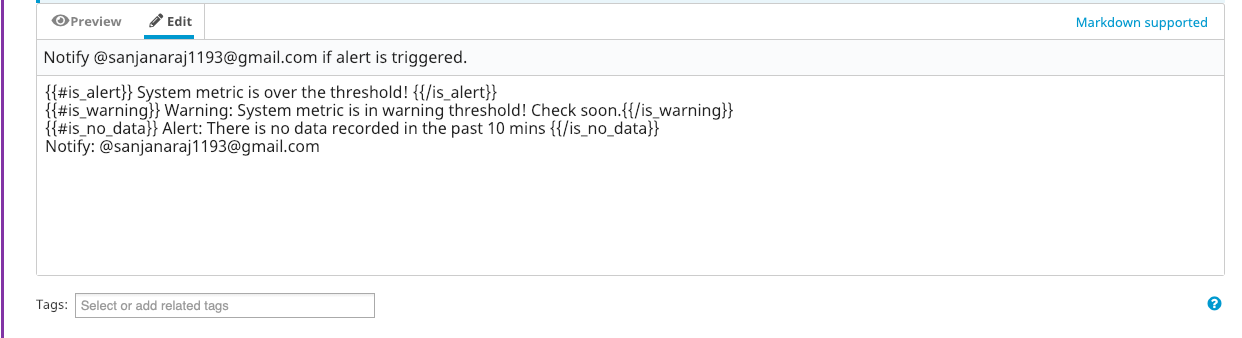 Preview Edit Markdown supported
Notify @sanjanaraj1193@gmail.com if alert is triggered.
{{#is_alert}} System metric is over the threshold! {{/is_alert}}
{{#is_warning}} Warning: System metric is in warning threshold! Check soon.{{/is_warning}}
{{#is_no_data}} Alert: There is no data recorded in the past 10 mins {{/is_no_data}}
Notify: @sanjanaraj1193@gmail.com
Tags: Select or add related tags ?